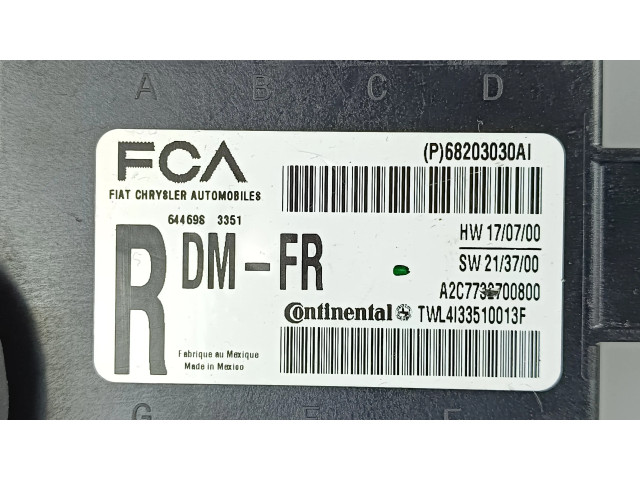 A B C D
FCA
(P)68203030AI
FIAT CHRYSLER AUTOMOBILES
644698 3351
HW 17/07/00
R DM-FR
SW 21/37/00
Continental TWL4I33510013F
Fabrique au Mexique
Made in Mexico